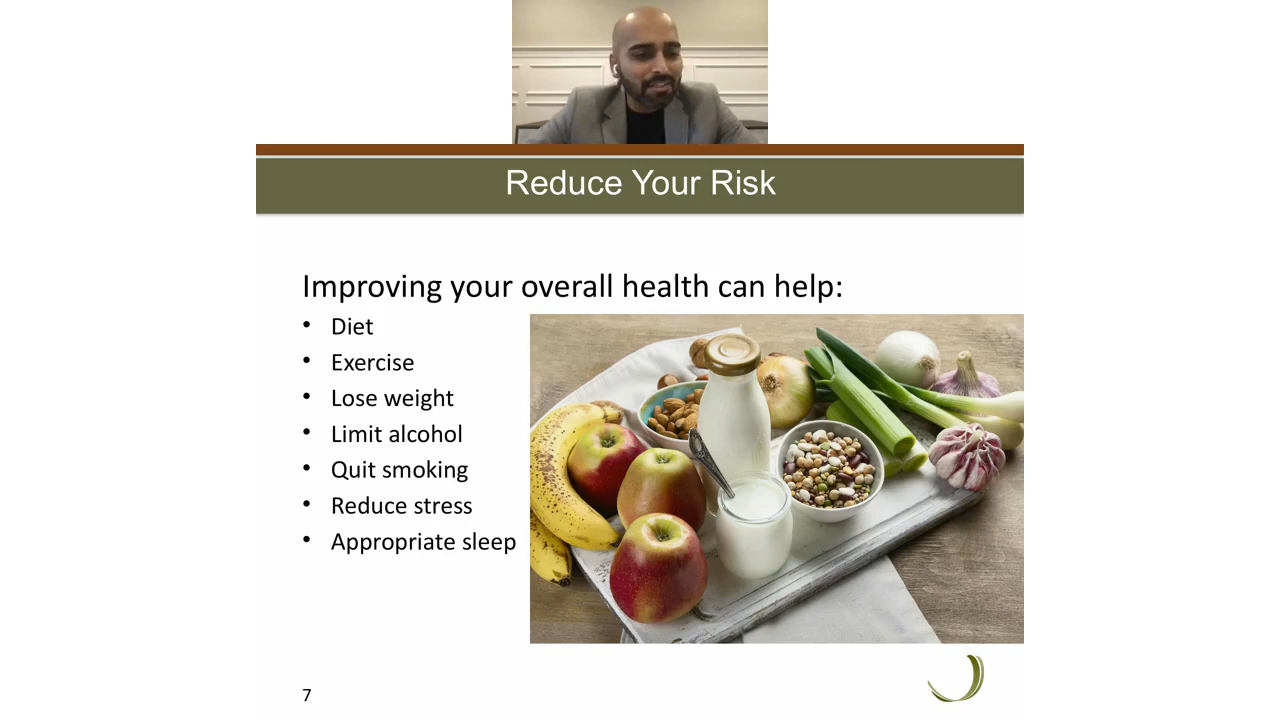 Reduce Your Risk
Improving your overall health can help:
• Diet
• Exercise
• Lose weight
• Limit alcohol
• Quit smoking
• Reduce stress
• Appropriate sleep
7